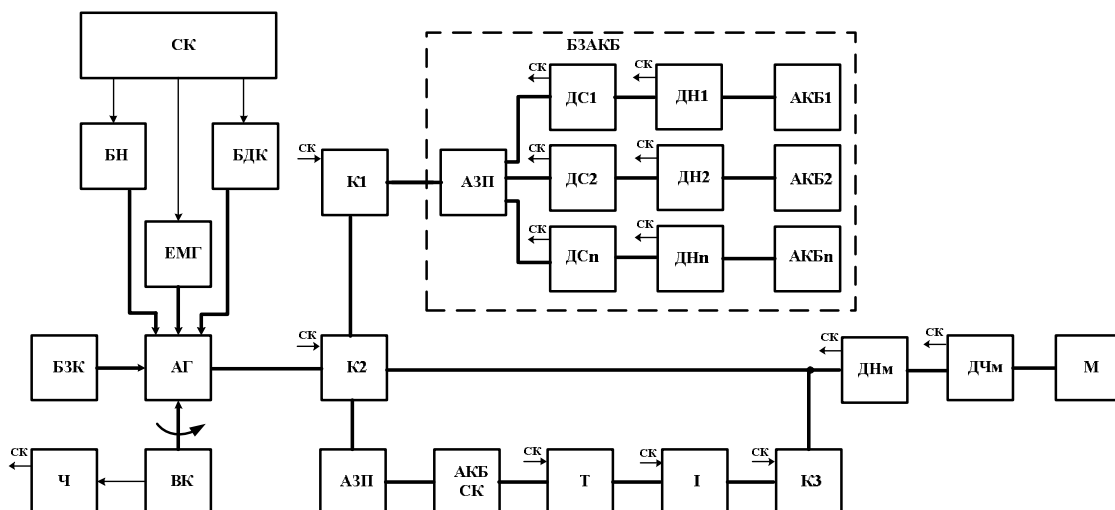 СК
БЗАКБ
СК
СК
ДС1
ДН1
АКБ1
БН
БДК
СК
К1
АЗП
СК
СК
ДС2
ДН2
АКБ2
ЕМГ
СК
СК
ДСn
ДНn
АКБn
БЗК
АГ
СК
К2
СК
ДНм
СК
ДЧм
М
СК
Ч
ВК
АЗП
АКБ
СК
СК
Т
СК
І
СК
К3